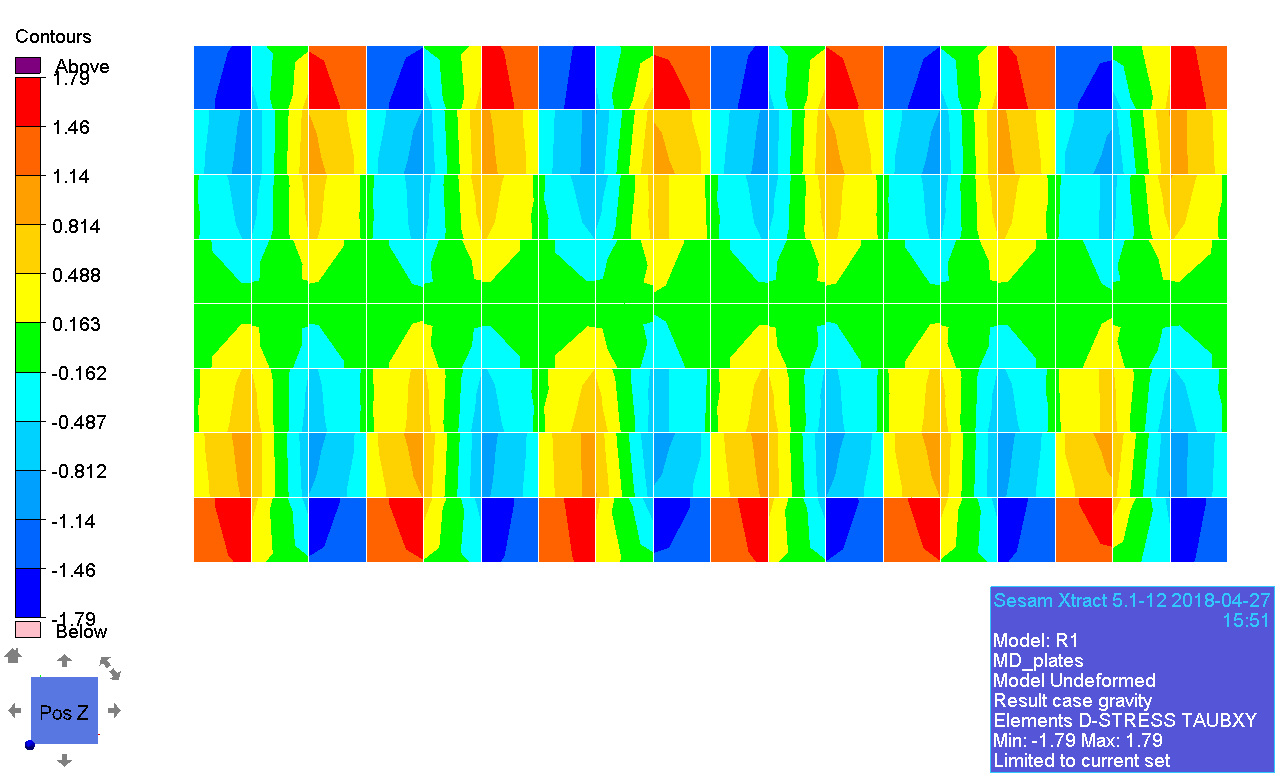 Contours
Above
1.79
1.46
1.14
0.814
0.488
0.163
-0.162
-0.487
-0.812
-1.14
-1.46
-1.79
Below
Pos Z
Sesam Xtract 5.1-12 2018-04-27
15:51
Model: R1
MD_plates
Model Undeformed
Result case gravity
Elements D-STRESS TAUBXY
Min: -1.79 Max: 1.79
Limited to current set